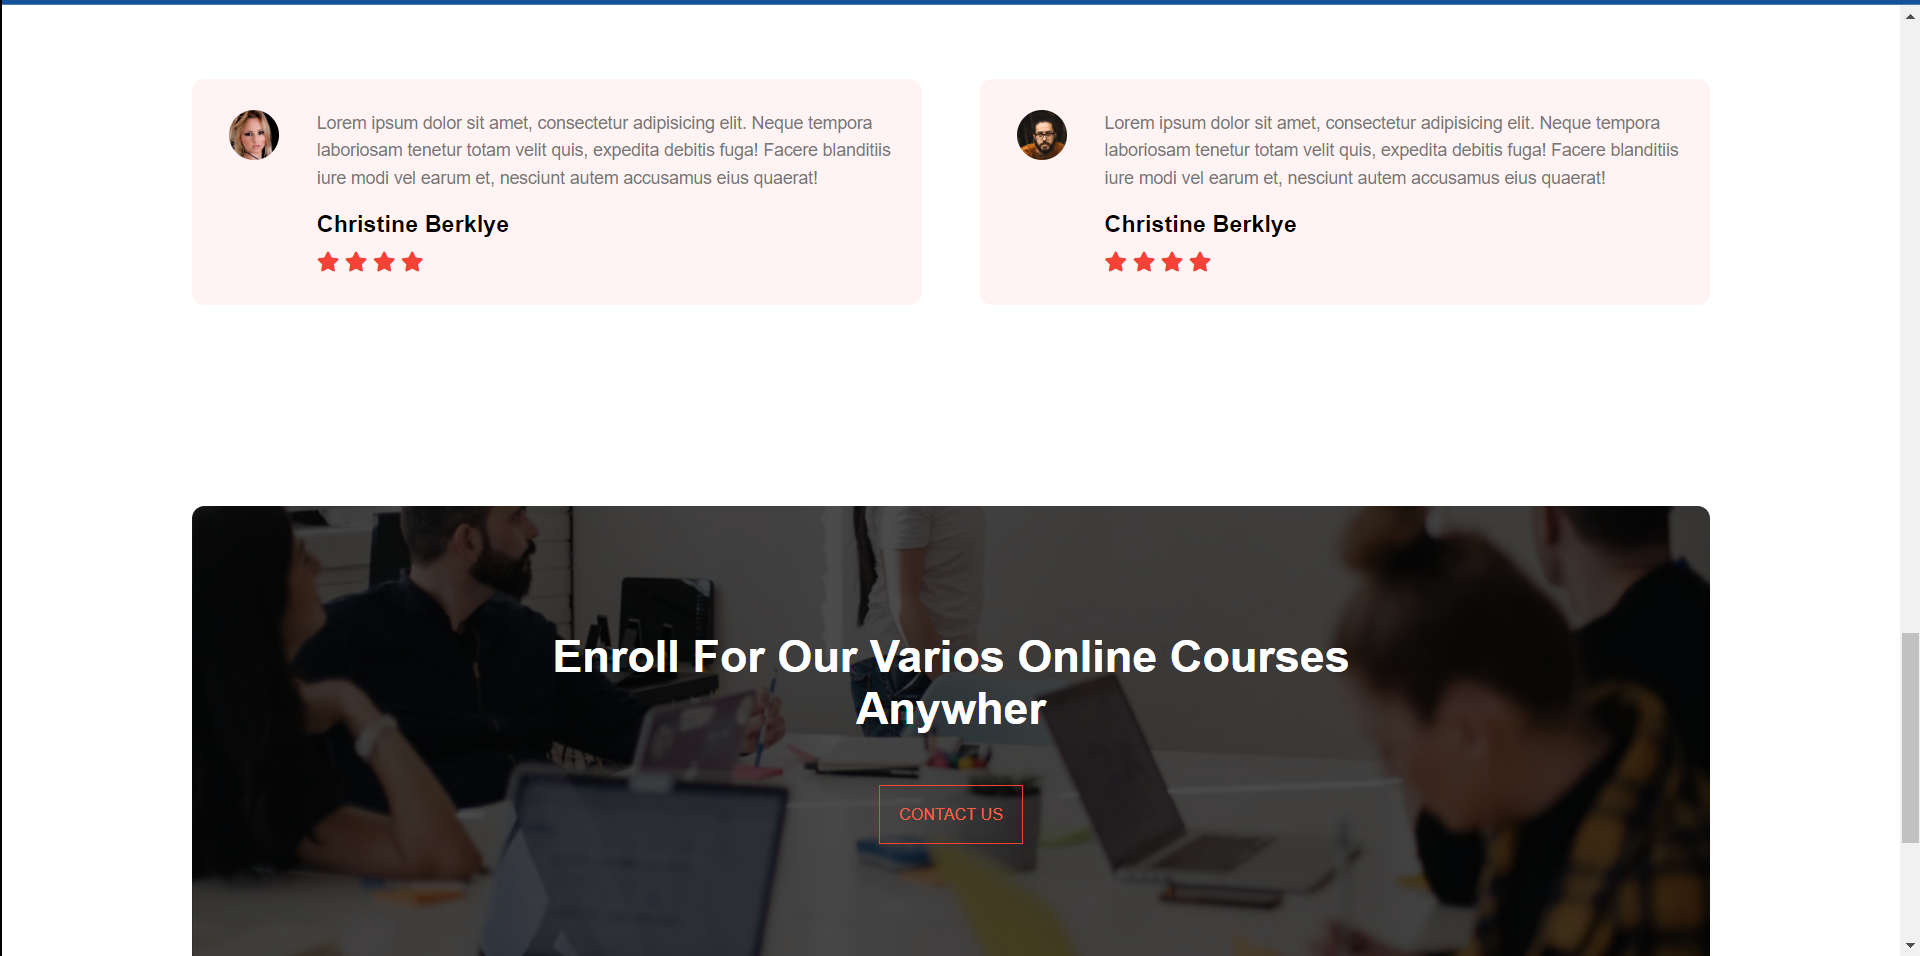 Lorem ipsum dolor sit amet, consectetur adipisicing elit. Neque tempora
laboriosam tenetur totam velit quis, expedita debitis fuga! Facere blanditiis
iure modi vel earum et, nesciunt autem accusamus eius quaerat!
Christine Berklye
Lorem ipsum dolor sit amet, consectetur adipisicing elit. Neque tempora
laboriosam tenetur totam velit quis, expedita debitis fuga! Facere blanditiis
iure modi vel earum et, nesciunt autem accusamus eius quaerat!
Christine Berklye
Enroll For Our Varios Online Courses
Anywher
CONTACT US